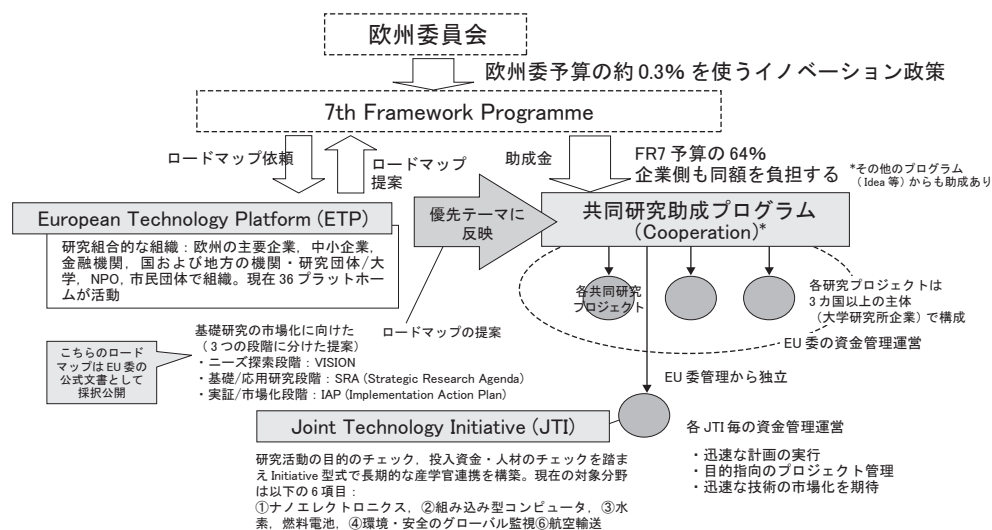 欧州委員会
欧州委予算の約 0.3% を使うイノベーション政策
7th Framework Programme
ロードマップ依頼
ロードマップ
提案
助成金
FR7 予算の 64%
企業側も同額を負担する
*その他のプログラム
(Idea 等) からも助成あり
European Technology Platform (ETP)
研究組合的な組織：欧州の主要企業，中小企業，
金融機関，国および地方の機関・研究団体/大
学，NPO，市民団体で組織。現在 36 プラットホ
ームが活動
優先テーマに
反映
共同研究助成プログラム
(Cooperation)*
各共同研究
プロジェクト
各研究プロジェクトは
3 カ国以上の主体
(大学研究所企業) で構成
EU 委の資金管理運営
ロードマップの提案
基礎研究の市場化に向けた
(3 つの段階に分けた提案)
・ニーズ探索段階：VISION
・基礎/応用研究段階：SRA (Strategic Research Agenda)
・実証/市場化段階：IAP (Implementation Action Plan)
こちらのロード
マップは EU 委の
公式文書として
採択公開
EU 委管理から独立
Joint Technology Initiative (JTI)
研究活動の目的のチェック，投入資金・人材のチェックを踏ま
え Initiative 型式で長期的な産学官連携を構築。現在の対象分野
は以下の 6 項目：
①ナノエレクトロニクス，②組み込み型コンピュータ，③水
素，燃料電池，④環境・安全のグローバル監視⑥航空輸送
各 JTI 毎の資金管理運営
・迅速な計画の実行
・目的指向のプロジェクト管理
・迅速な技術の市場化を期待